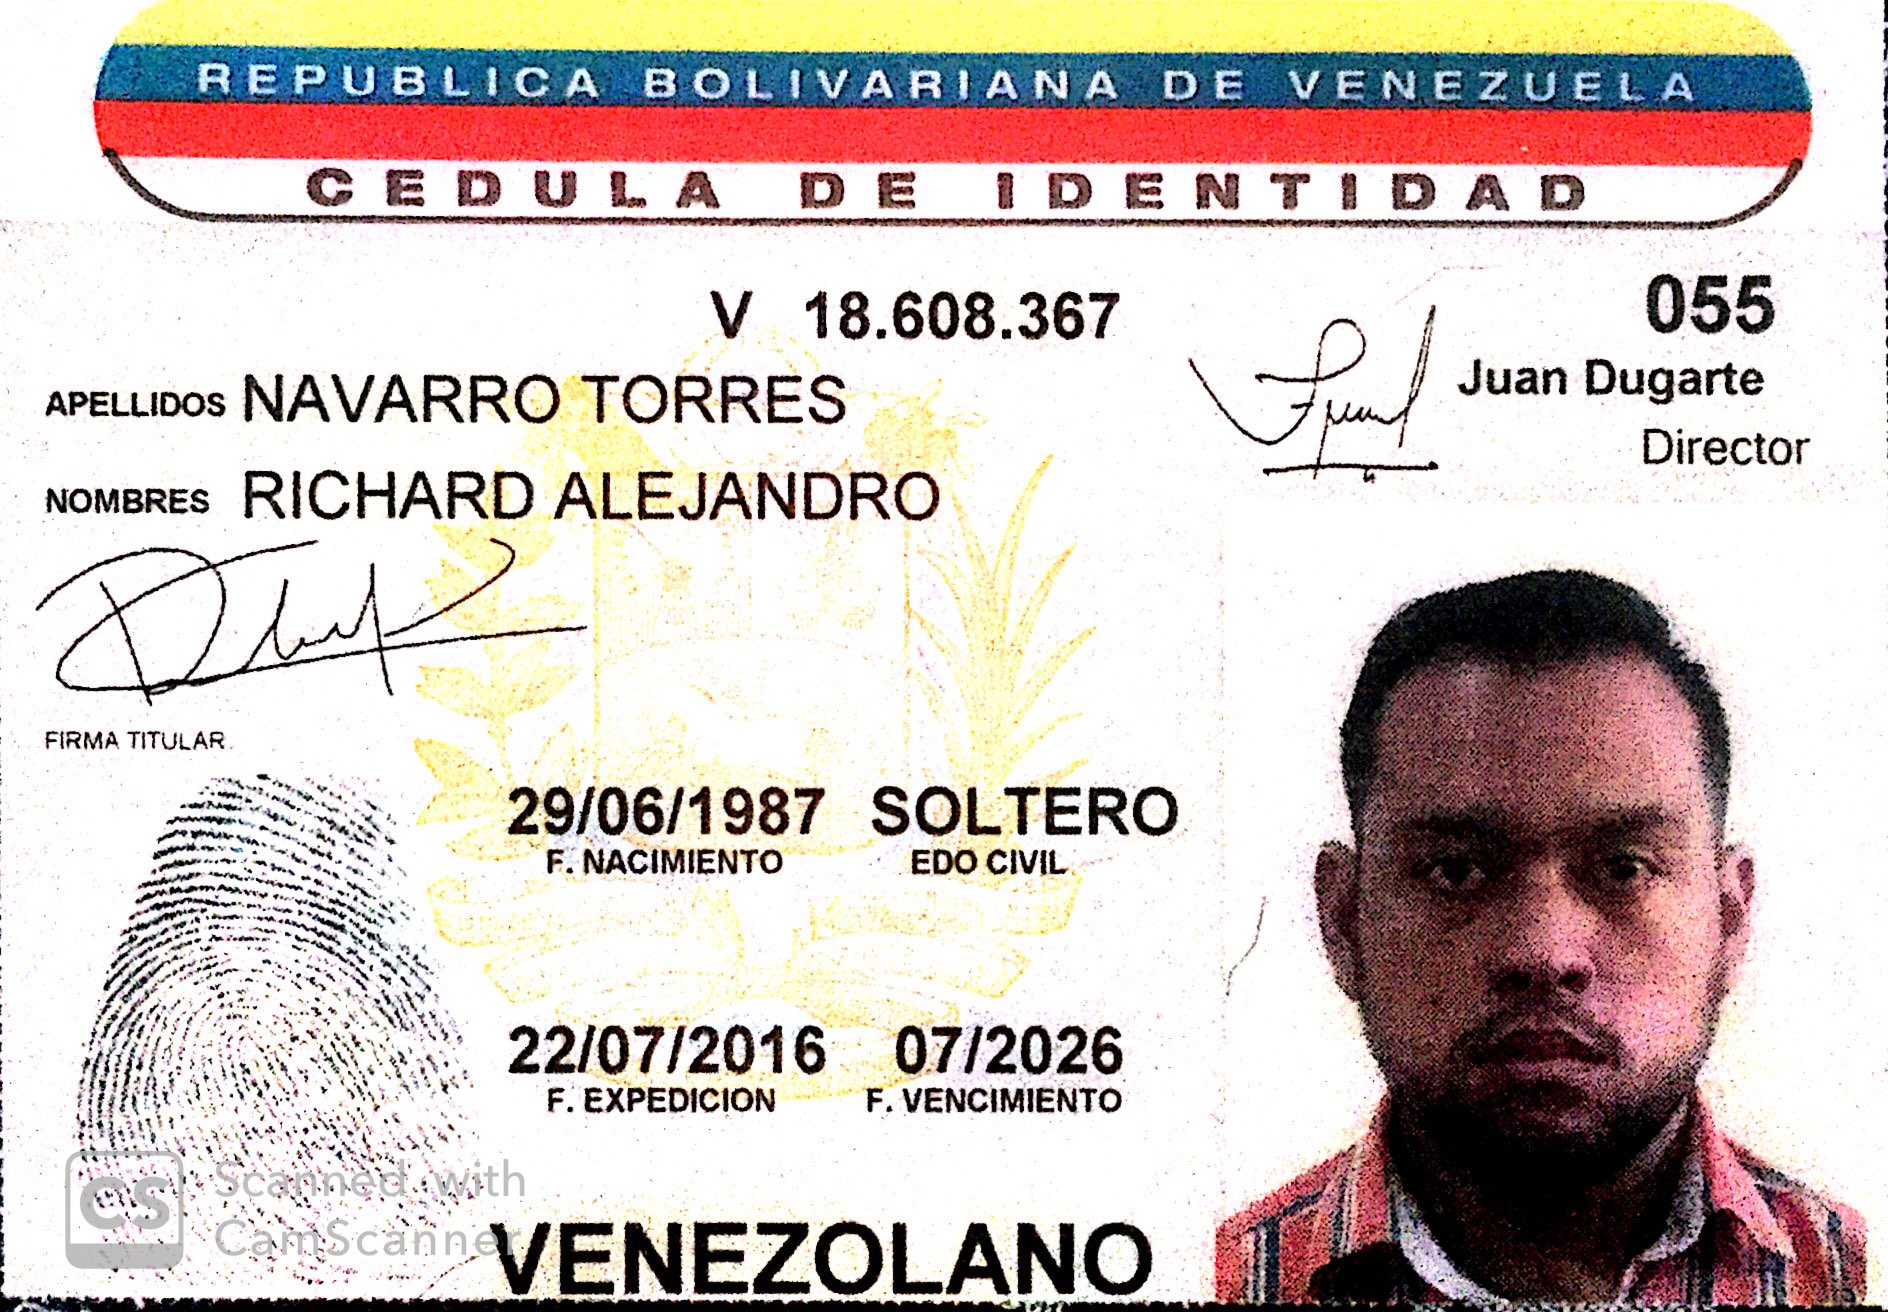 REPUBLICA BOLIVARIANA DE VENEZUELA
CEDULA DE IDENTIDAD
V 18.608.367
055
Juan Dugarte
Director
APELLIDOS NAVARRO TORRES
NOMBRES RICHARD ALEJANDRO
FIRMA TITULAR
29/06/1987 SOLTERO
F. NACIMIENTO EDO CIVIL
22/07/2016 07/2026
F. EXPEDICION F. VENCIMIENTO
VENEZOLANO
CS Scanned with
CamScanner